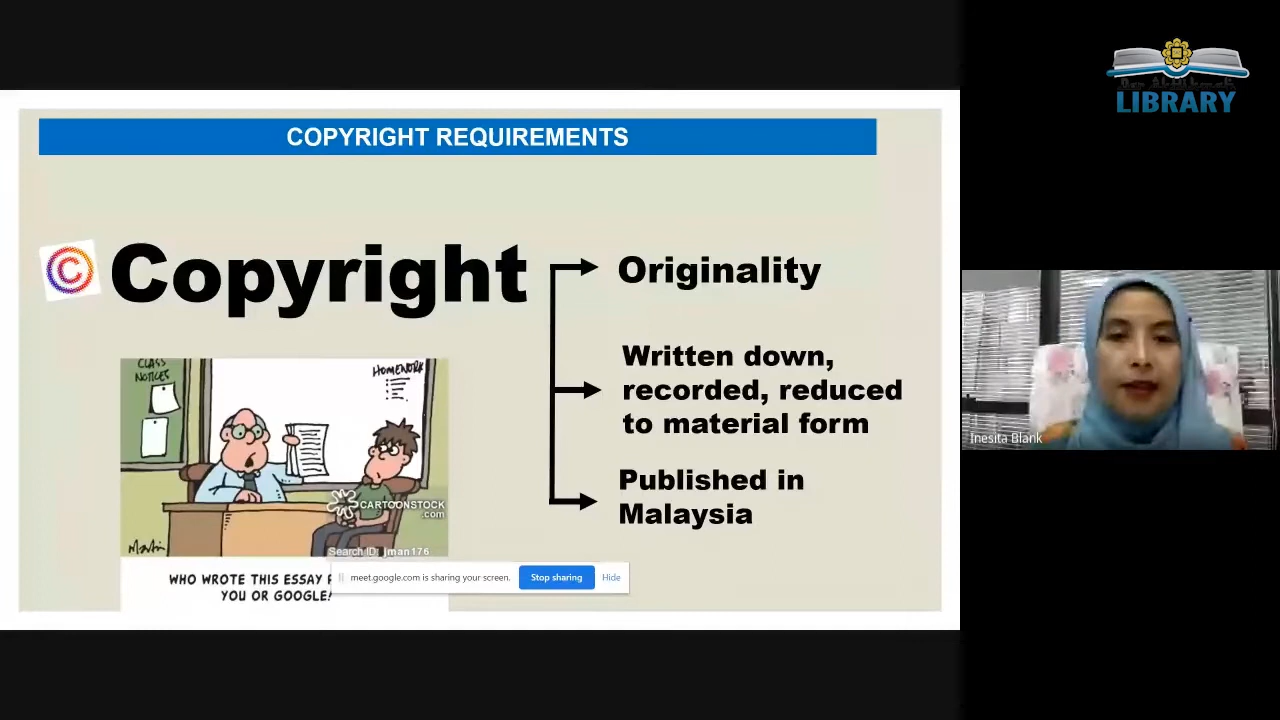 LIBRARY
COPYRIGHT REQUIREMENTS
© Copyright
Originality
Written down,
recorded, reduced
to material form
Published in
Malaysia
CLASS
NOTICES
HOMEWORK
CARTOONSTOCK
.com
Search ID: jman176
WHO WROTE THIS ESSAY
YOU OR GOOGLE?
meet.google.com is sharing your screen.
Stop sharing
Hide
Inesita Blank